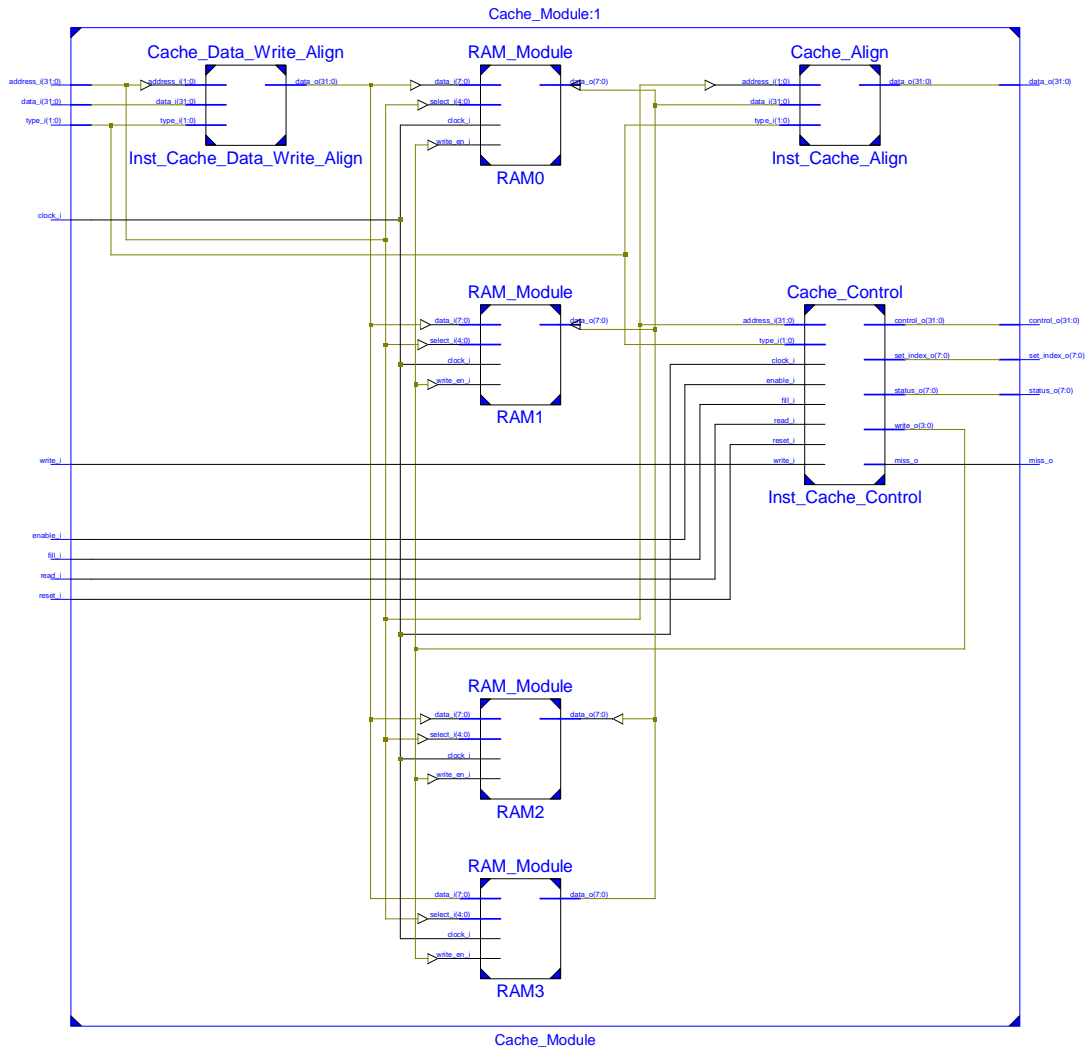 Cache_Module:1
Cache_Data_Write_Align
RAM_Module
Cache_Align
address_i(31:0)
address_i(1:0)
data_o(31:0)
data_i(7:0)
data_o(7:0)
address_i(1:0)
data_o(31:0)
data_o(31:0)
data_i(31:0)
data_i(31:0)
select_i(4:0)
data_i(31:0)
type_i(1:0)
type_i(1:0)
clock_i
type_i(1:0)
write_en_i
Inst_Cache_Data_Write_Align
Inst_Cache_Align
RAM0
clock_i
RAM_Module
Cache_Control
data_i(7:0)
data_o(7:0)
address_i(31:0)
control_o(31:0)
control_o(31:0)
select_i(4:0)
type_i(1:0)
set_index_o(7:0)
set_index_o(7:0)
clock_i
clock_i
write_en_i
enable_i
status_o(7:0)
status_o(7:0)
fill_i
RAM1
read_i
write_o(3:0)
reset_i
write_i
write_i
miss_o
miss_o
Inst_Cache_Control
enable_i
fill_i
read_i
reset_i
RAM_Module
data_i(7:0)
data_o(7:0)
select_i(4:0)
clock_i
write_en_i
RAM2
RAM_Module
data_i(7:0)
data_o(7:0)
select_i(4:0)
clock_i
write_en_i
RAM3
Cache_Module